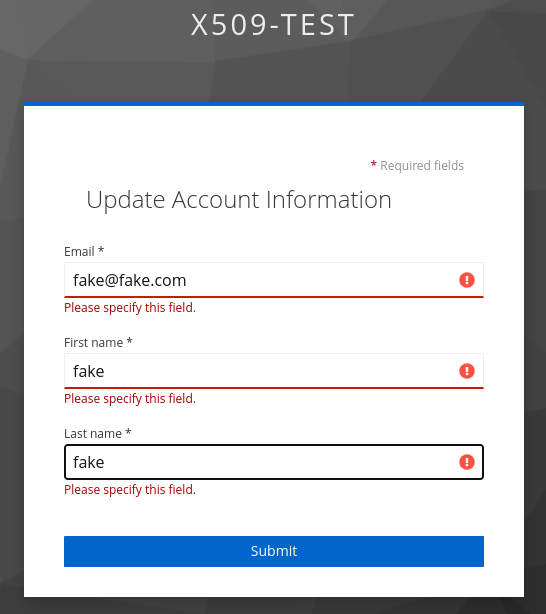 X509-TEST
* Required fields
Update Account Information
Email *
fake@fake.com
Please specify this field.
First name *
fake
Please specify this field.
Last name *
fake
Please specify this field.
Submit